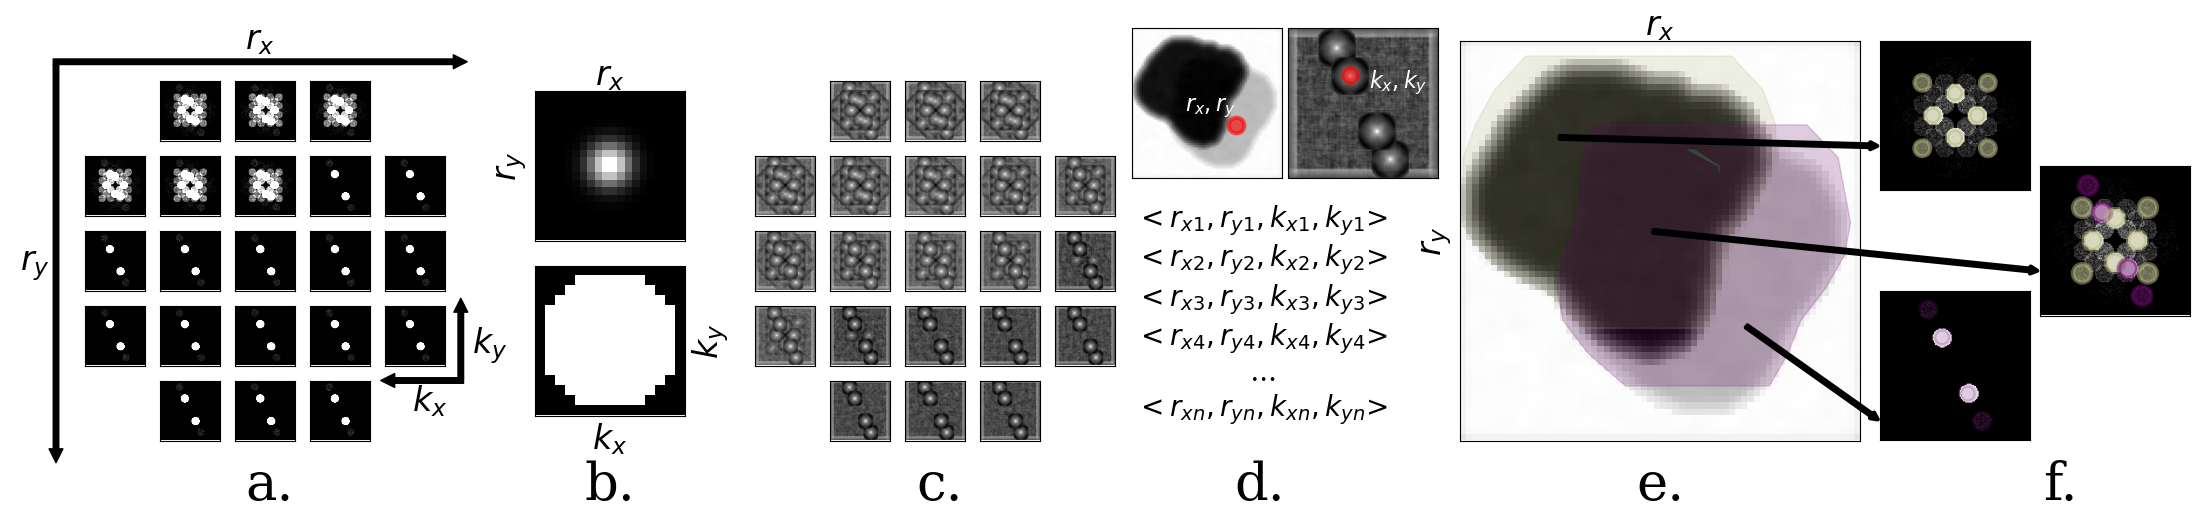 r_x
r_y
k_y
k_x
a.
r_x
r_y
k_y
k_x
b.
c.
r_x, r_y
k_x, k_y
< r_{x1}, r_{y1}, k_{x1}, k_{y1}>
< r_{x2}, r_{y2}, k_{x2}, k_{y2}>
< r_{x3}, r_{y3}, k_{x3}, k_{y3}>
< r_{x4}, r_{y4}, k_{x4}, k_{y4}>
...
< r_{xn}, r_{yn}, k_{xn}, k_{yn}>
d.
r_x
r_y
e.
f.